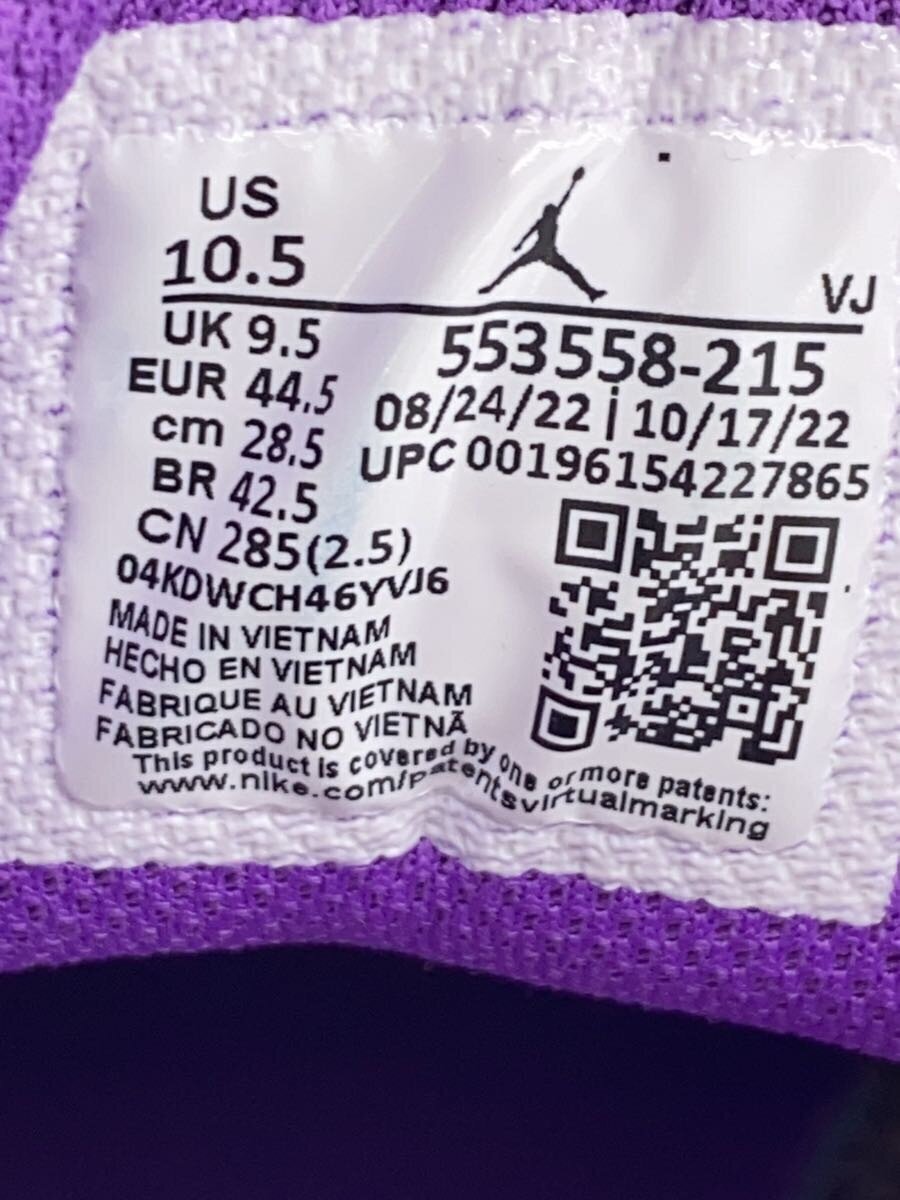 US
10.5
VJ
UK 9.5
553558-215
EUR 44.5
08/24/22 | 10/17/22
cm 28.5
UPC 00196154227865
BR 42.5
CN 285(2.5)
04KDWCH46YVJ6
MADE IN VIETNAM
HECHO EN VIETNAM
FABRIQUE AU VIETNAM
FABRICADO NO VIETNÃ
This product is covered by one or more patents:
www.nike.com/patentsvirtualmarking